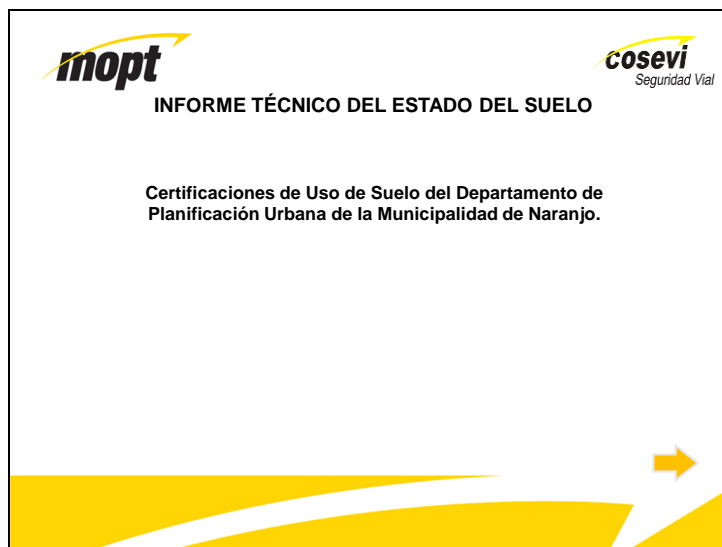 mopt
cosevi
Seguridad Vial
INFORME TÉCNICO DEL ESTADO DEL SUELO
Certificaciones de Uso de Suelo del Departamento de
Planificación Urbana de la Municipalidad de Naranjo.